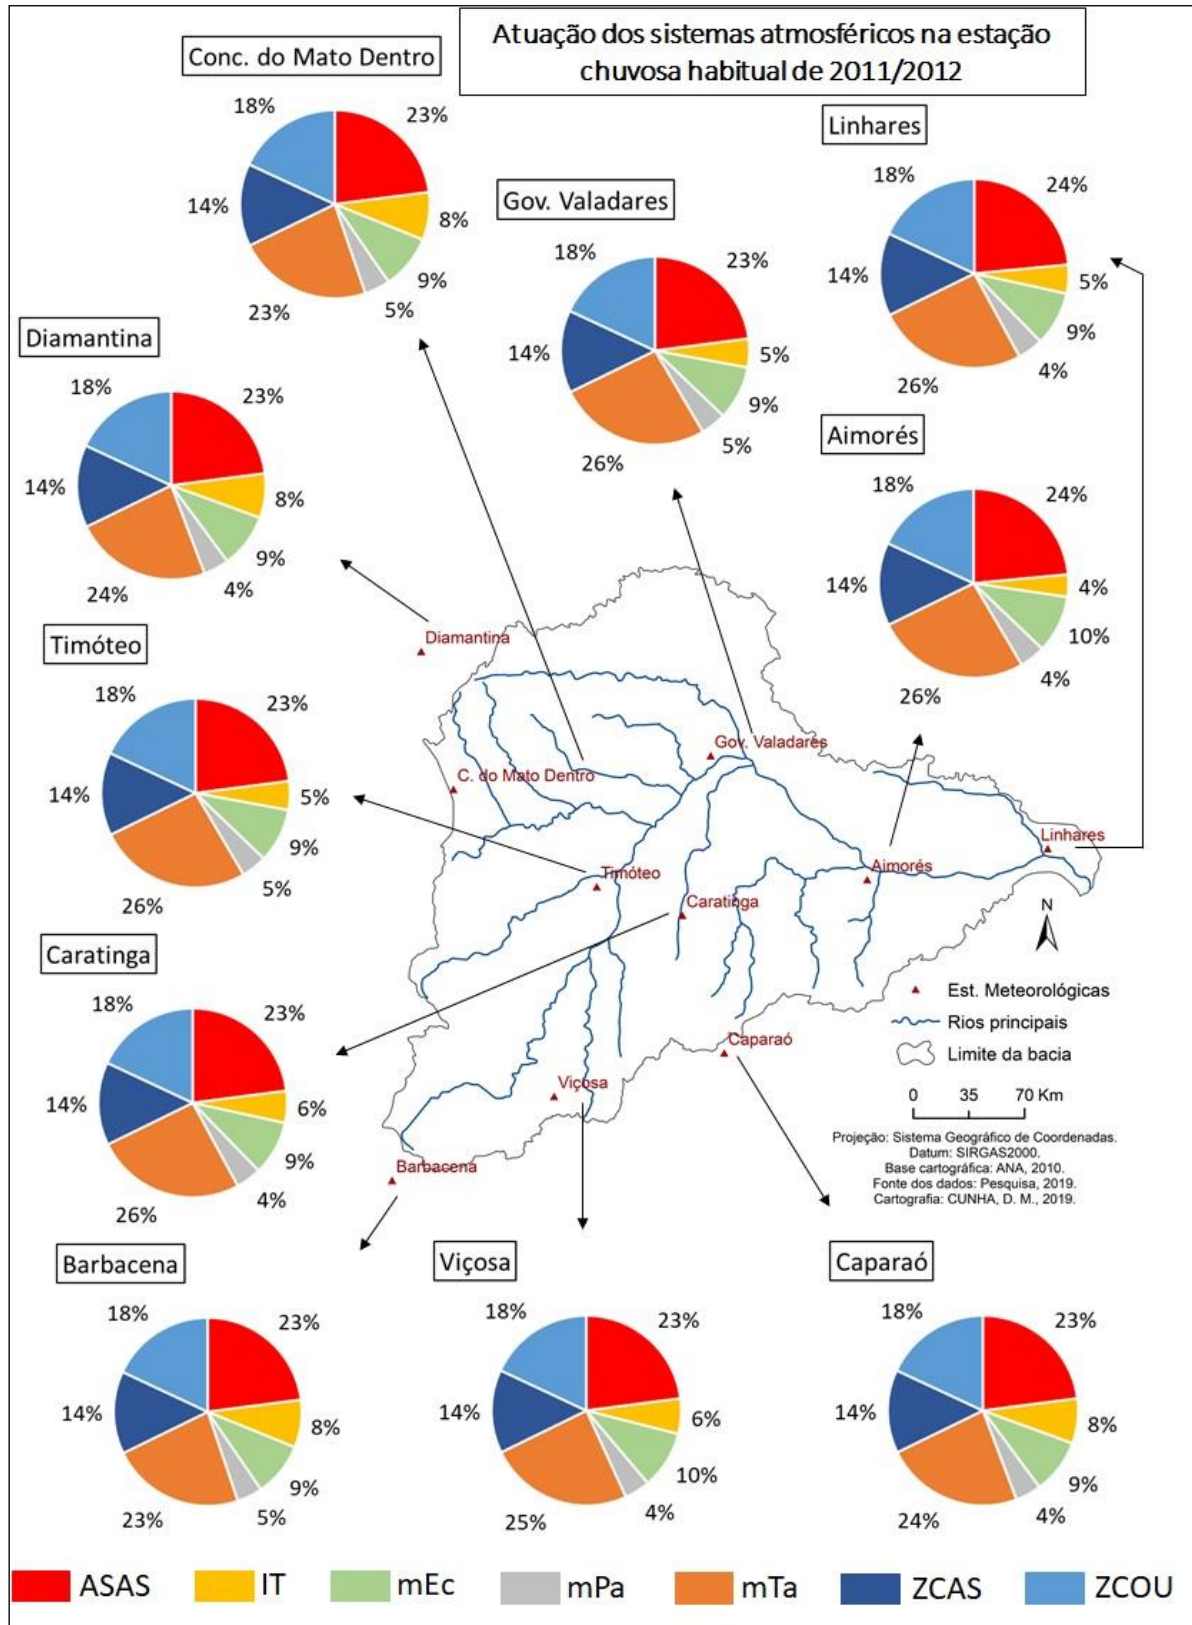 Atuação dos sistemas atmosféricos na estação
chuvosa habitual de 2011/2012
Conc. do Mato Dentro
18%
23%
14%
8%
9%
23%
5%
Linhares
18%
24%
14%
5%
9%
26%
4%
Gov. Valadares
18%
23%
14%
5%
9%
26%
5%
Diamantina
18%
23%
14%
8%
9%
24%
4%
Aimorés
18%
24%
14%
4%
10%
26%
4%
Timóteo
18%
23%
14%
5%
9%
26%
5%
Caratinga
18%
23%
14%
6%
9%
26%
4%
Diamantina
Gov. Valadares
C. do Mato Dentro
Linhares
Timóteo
Aimorés
Caratinga
Caparaó
Viçosa
Barbacena
N
Est. Meteorológicas
Rios principais
Limite da bacia
0 35 70 Km
Projeção: Sistema Geográfico de Coordenadas.
Datum: SIRGAS2000.
Base cartográfica: ANA, 2010.
Fonte dos dados: Pesquisa, 2019.
Cartografia: CUNHA, D. M., 2019.
Barbacena
18%
23%
14%
8%
9%
23%
5%
Viçosa
18%
23%
14%
6%
10%
25%
4%
Caparaó
18%
23%
14%
8%
9%
24%
4%
ASAS IT mEc mPa mTa ZCAS ZCOU